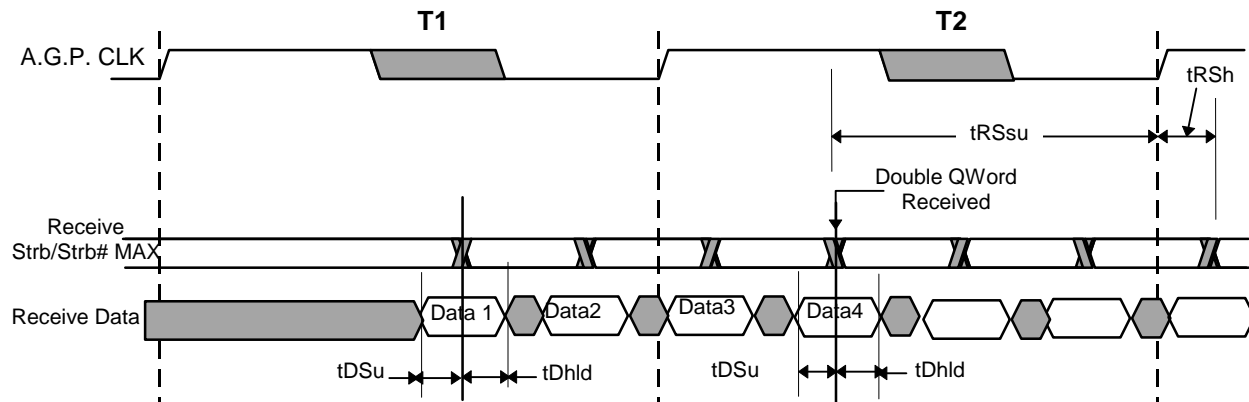 T1
T2
A.G.P. CLK
tRSh
tRSsu
Double QWord
Received
Receive
Strb/Strb# MAX
Receive Data
Data 1
Data2
Data3
Data4
tDSu
tDhld
tDSu
tDhld